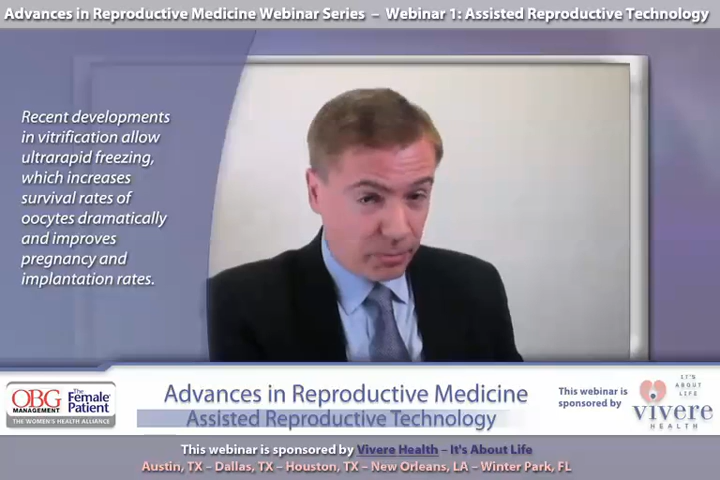 Advances in Reproductive Medicine Webinar Series – Webinar 1: Assisted Reproductive Technology
Recent developments
in vitrification allow
ultrarapid freezing,
which increases
survival rates of
oocytes dramatically
and improves
pregnancy and
implantation rates.
OBG
MANAGEMENT
The
Female
Patient
THE WOMEN'S HEALTH ALLIANCE
Advances in Reproductive Medicine
Assisted Reproductive Technology
This webinar is
sponsored by
IT'S
ABOUT
LIFE
vivere
HEALTH
This webinar is sponsored by Vivere Health – It's About Life
Austin, TX – Dallas, TX – Houston, TX – New Orleans, LA – Winter Park, FL